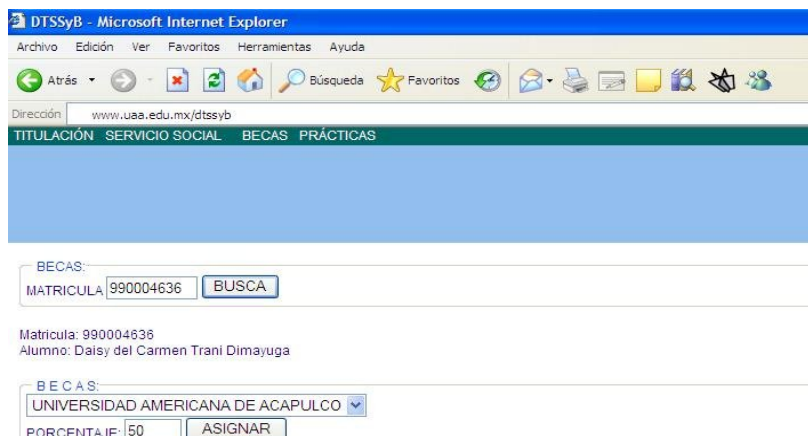 DTSSyB - Microsoft Internet Explorer
Archivo Edición Ver Favoritos Herramientas Ayuda
Atrás Búsqueda Favoritos
Dirección www.uaa.edu.mx/dtssyb
TITULACIÓN SERVICIO SOCIAL BECAS PRÁCTICAS
BECAS:
MATRICULA 990004636 BUSCA
Matricula: 990004636
Alumno: Daisy del Carmen Trani Dimayuga
B E C A S:
UNIVERSIDAD AMERICANA DE ACAPULCO
PORCENTAJE: 50 ASIGNAR